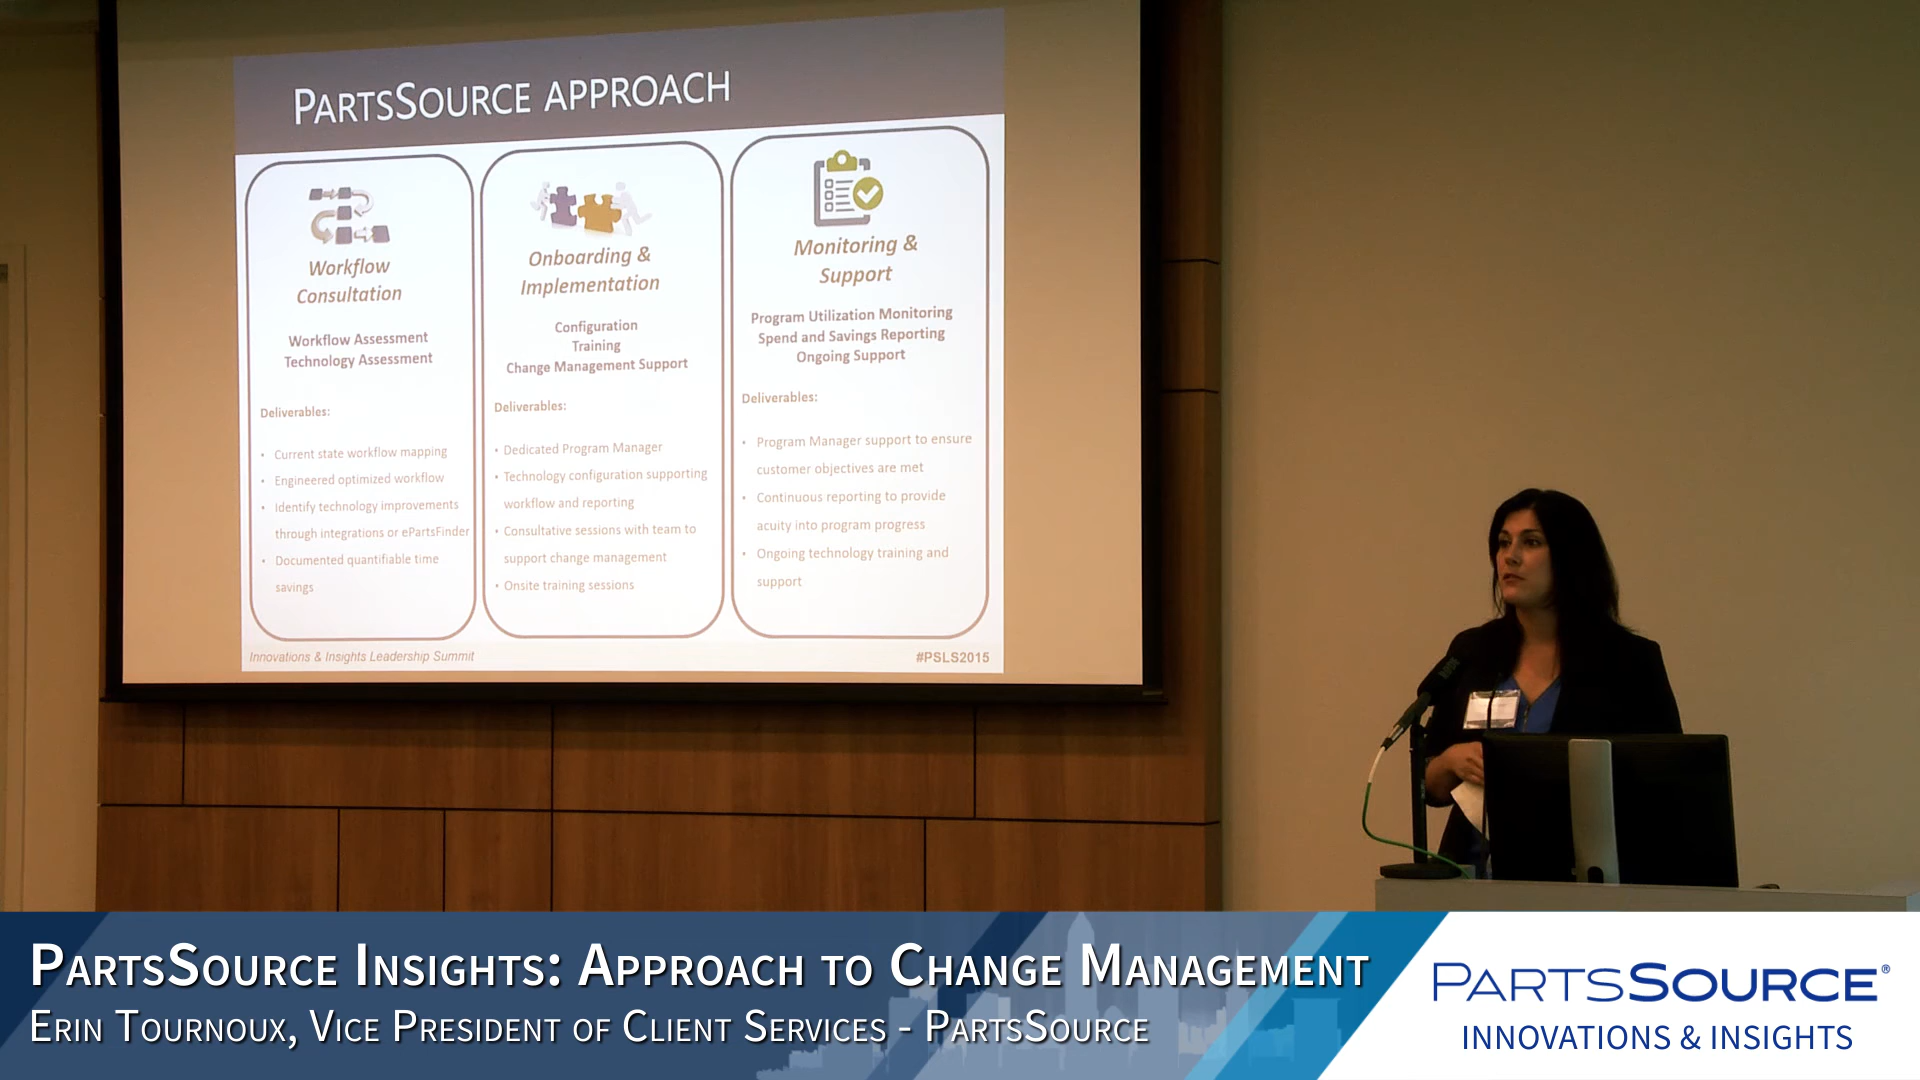 PartsSource approach
Workflow
Consultation
Workflow Assessment
Technology Assessment
Deliverables:
• Current state workflow mapping
• Engineered optimized workflow
• Identify technology improvements
through integrations or ePartsFinder
• Documented quantifiable time
savings
Onboarding &
Implementation
Configuration
Training
Change Management Support
Deliverables:
• Dedicated Program Manager
• Technology configuration supporting
workflow and reporting
• Consultative sessions with team to
support change management
• Onsite training sessions
Monitoring &
Support
Program Utilization Monitoring
Spend and Savings Reporting
Ongoing Support
Deliverables:
• Program Manager support to ensure
customer objectives are met
• Continuous reporting to provide
acuity into program progress
• Ongoing technology training and
support
Innovations & Insights Leadership Summit
#PSLS2015
PartsSource Insights: Approach to Change Management
Erin Tournoux, Vice President of Client Services - PartsSource
PARTSSOURCE®
INNOVATIONS & INSIGHTS